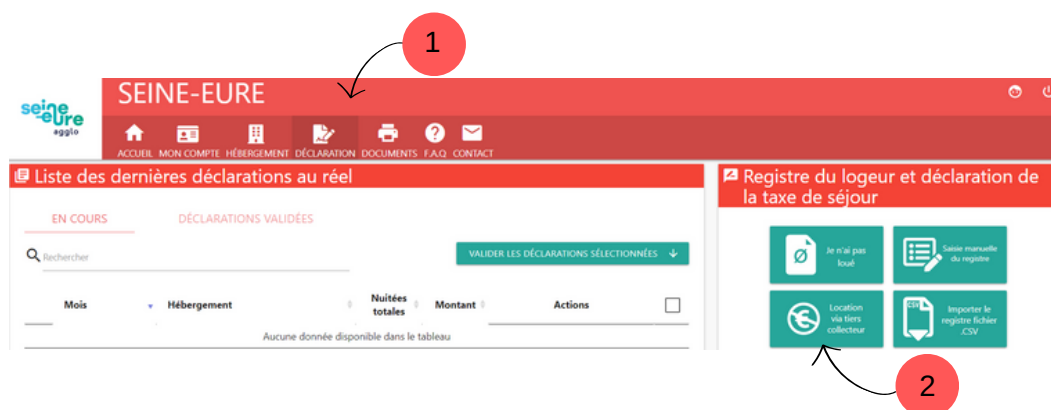 1
seine
eure
agglo
SEINE-EURE
ACCUEIL MON COMPTE HÉBERGEMENT DÉCLARATION DOCUMENTS F.A.Q CONTACT
Liste des dernières déclarations au réel
EN COURS DÉCLARATIONS VALIDÉES
Rechercher
VALIDER LES DÉCLARATIONS SÉLECTIONNÉES
Mois Hébergement Nuitées totales Montant Actions
Aucune donnée disponible dans le tableau
Registre du logeur et déclaration de
la taxe de séjour
Je n'ai pas
loué
Saisie manuelle
du registre
Location
via tiers
collecteur
CSV
Importer le
registre fichier
.CSV
2